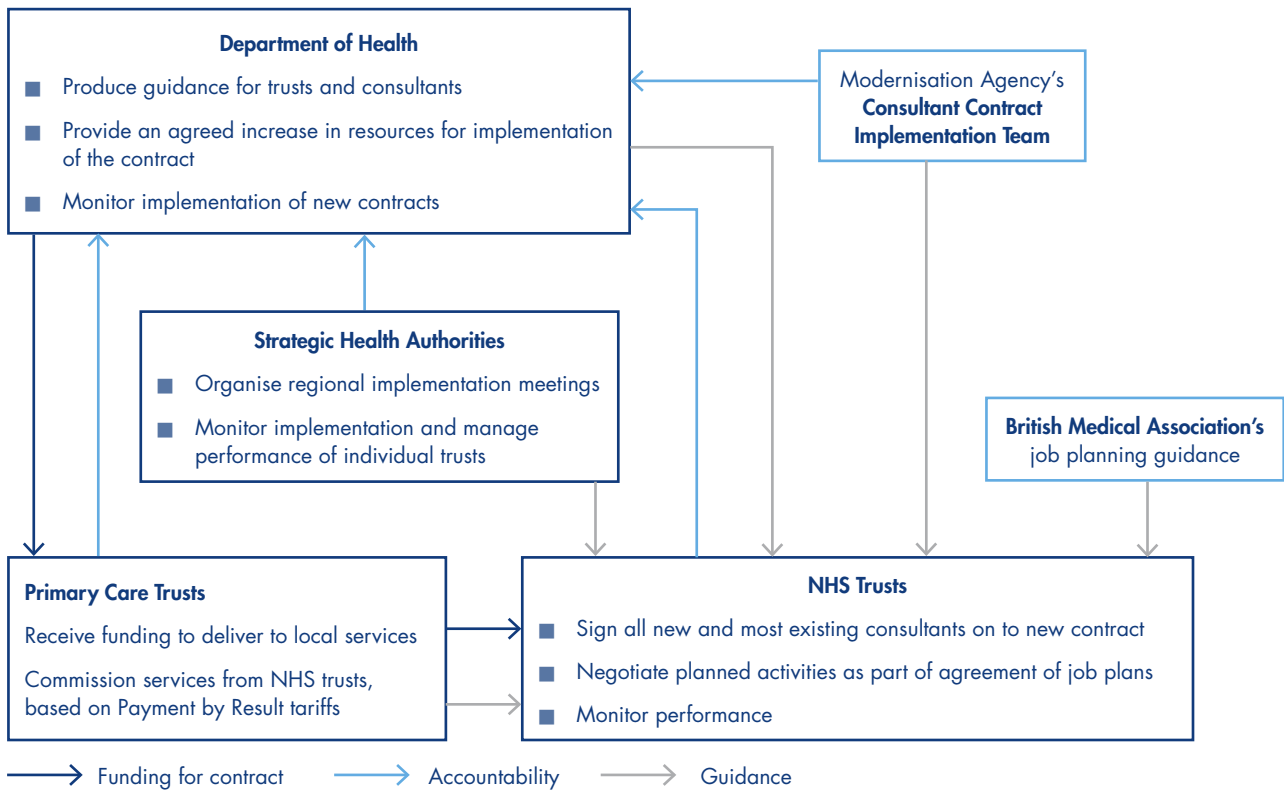 Department of Health
Produce guidance for trusts and consultants
Provide an agreed increase in resources for implementation
of the contract
Monitor implementation of new contracts
Modernisation Agency's
Consultant Contract
Implementation Team
Strategic Health Authorities
Organise regional implementation meetings
Monitor implementation and manage
performance of individual trusts
British Medical Association's
job planning guidance
Primary Care Trusts
Receive funding to deliver to local services
Commission services from NHS trusts,
based on Payment by Result tariffs
NHS Trusts
Sign all new and most existing consultants on to new contract
Negotiate planned activities as part of agreement of job plans
Monitor performance
Funding for contract
Accountability
Guidance